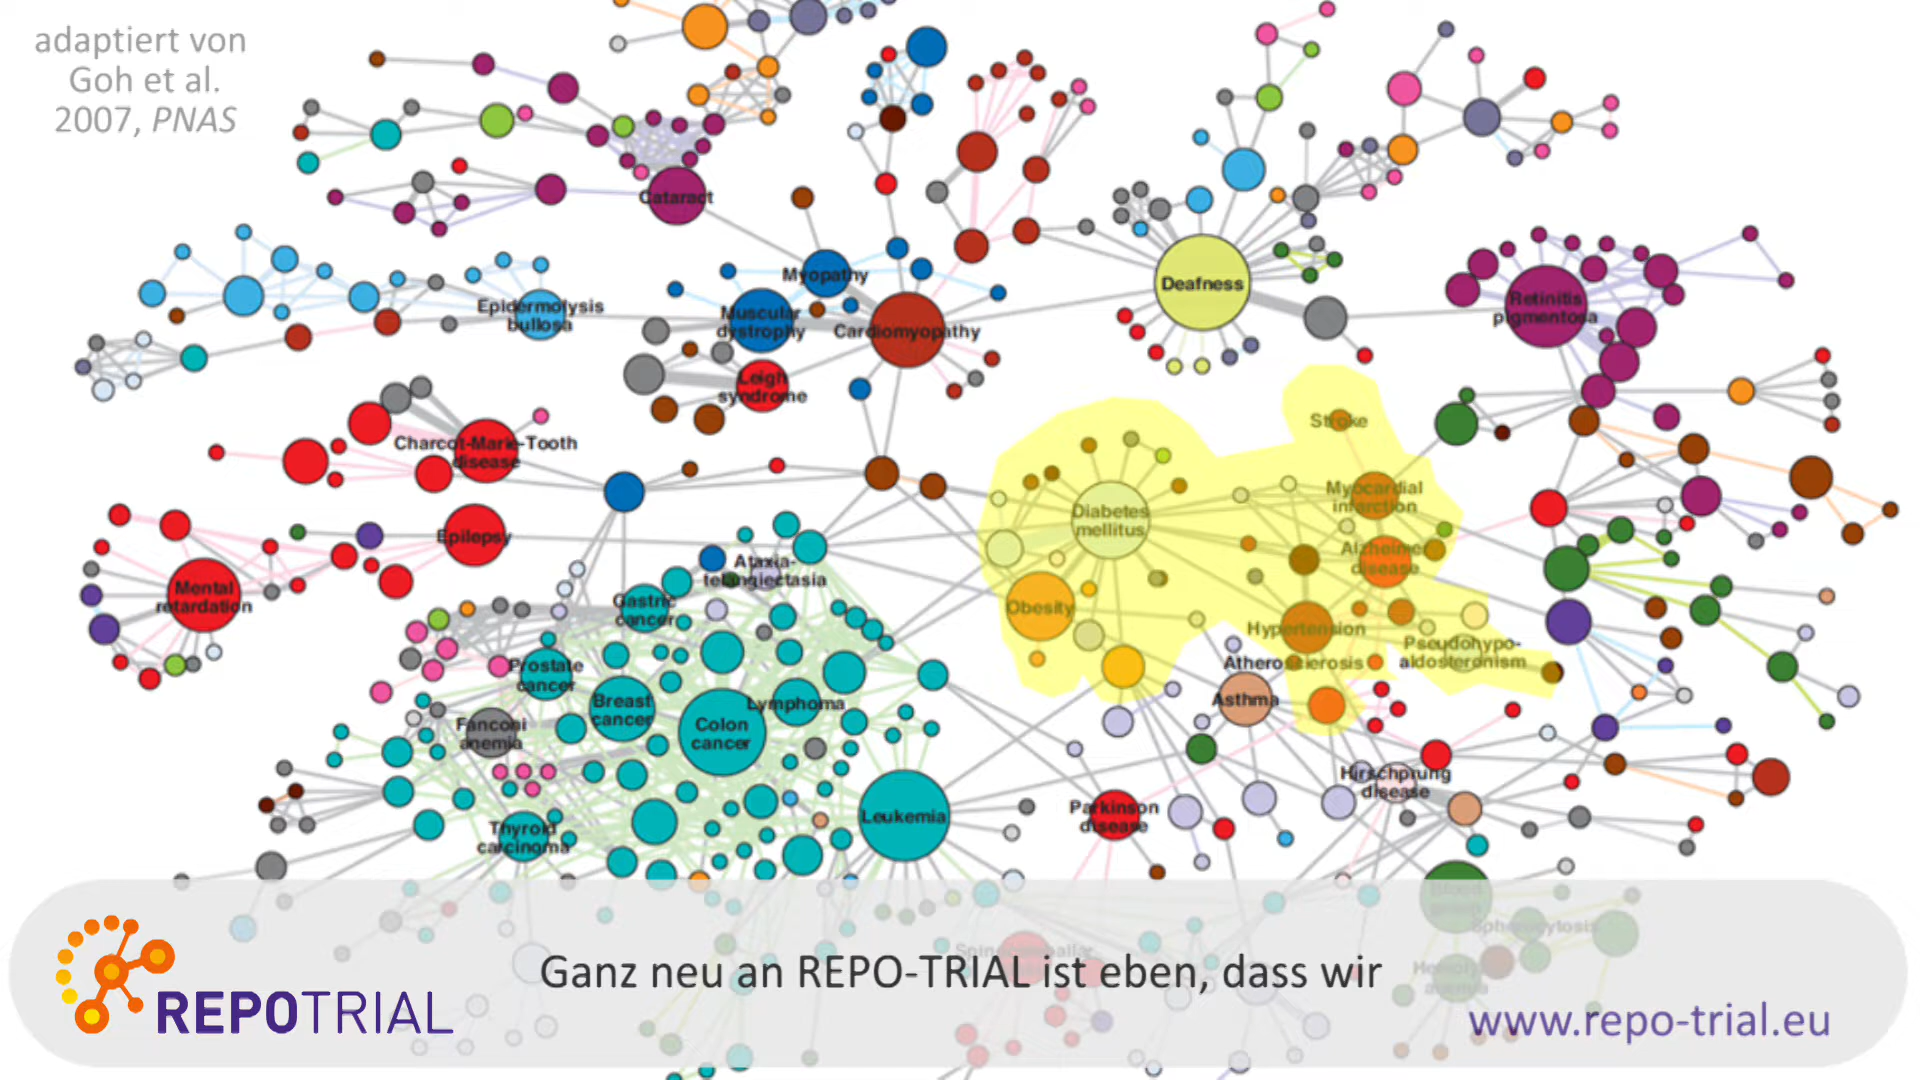 adaptiert von
Goh et al.
2007, PNAS
Cataract
Myopathy
Deafness
Epidermolysis
bullosa
Muscular
dystrophy
Cardiomyopathy
Retinitis
pigmentosa
Leigh
syndrome
Charcot-Marie-Tooth
disease
Stroke
Myocardial
infarction
Diabetes
mellitus
Epilepsy
Ataxia-
telangiectasia
Alzheimer
disease
Mental
retardation
Gastric
cancer
Obesity
Hypertension
Pseudohypo-
aldosteronism
Atherosclerosis
Prostate
cancer
Breast
cancer
Lymphoma
Asthma
Fanconi
anemia
Colon
cancer
Hirschprung
disease
Parkinson
disease
Leukemia
Thyroid
carcinoma
Ganz neu an REPO-TRIAL ist eben, dass wir
REPOTRIAL
www.repo-trial.eu